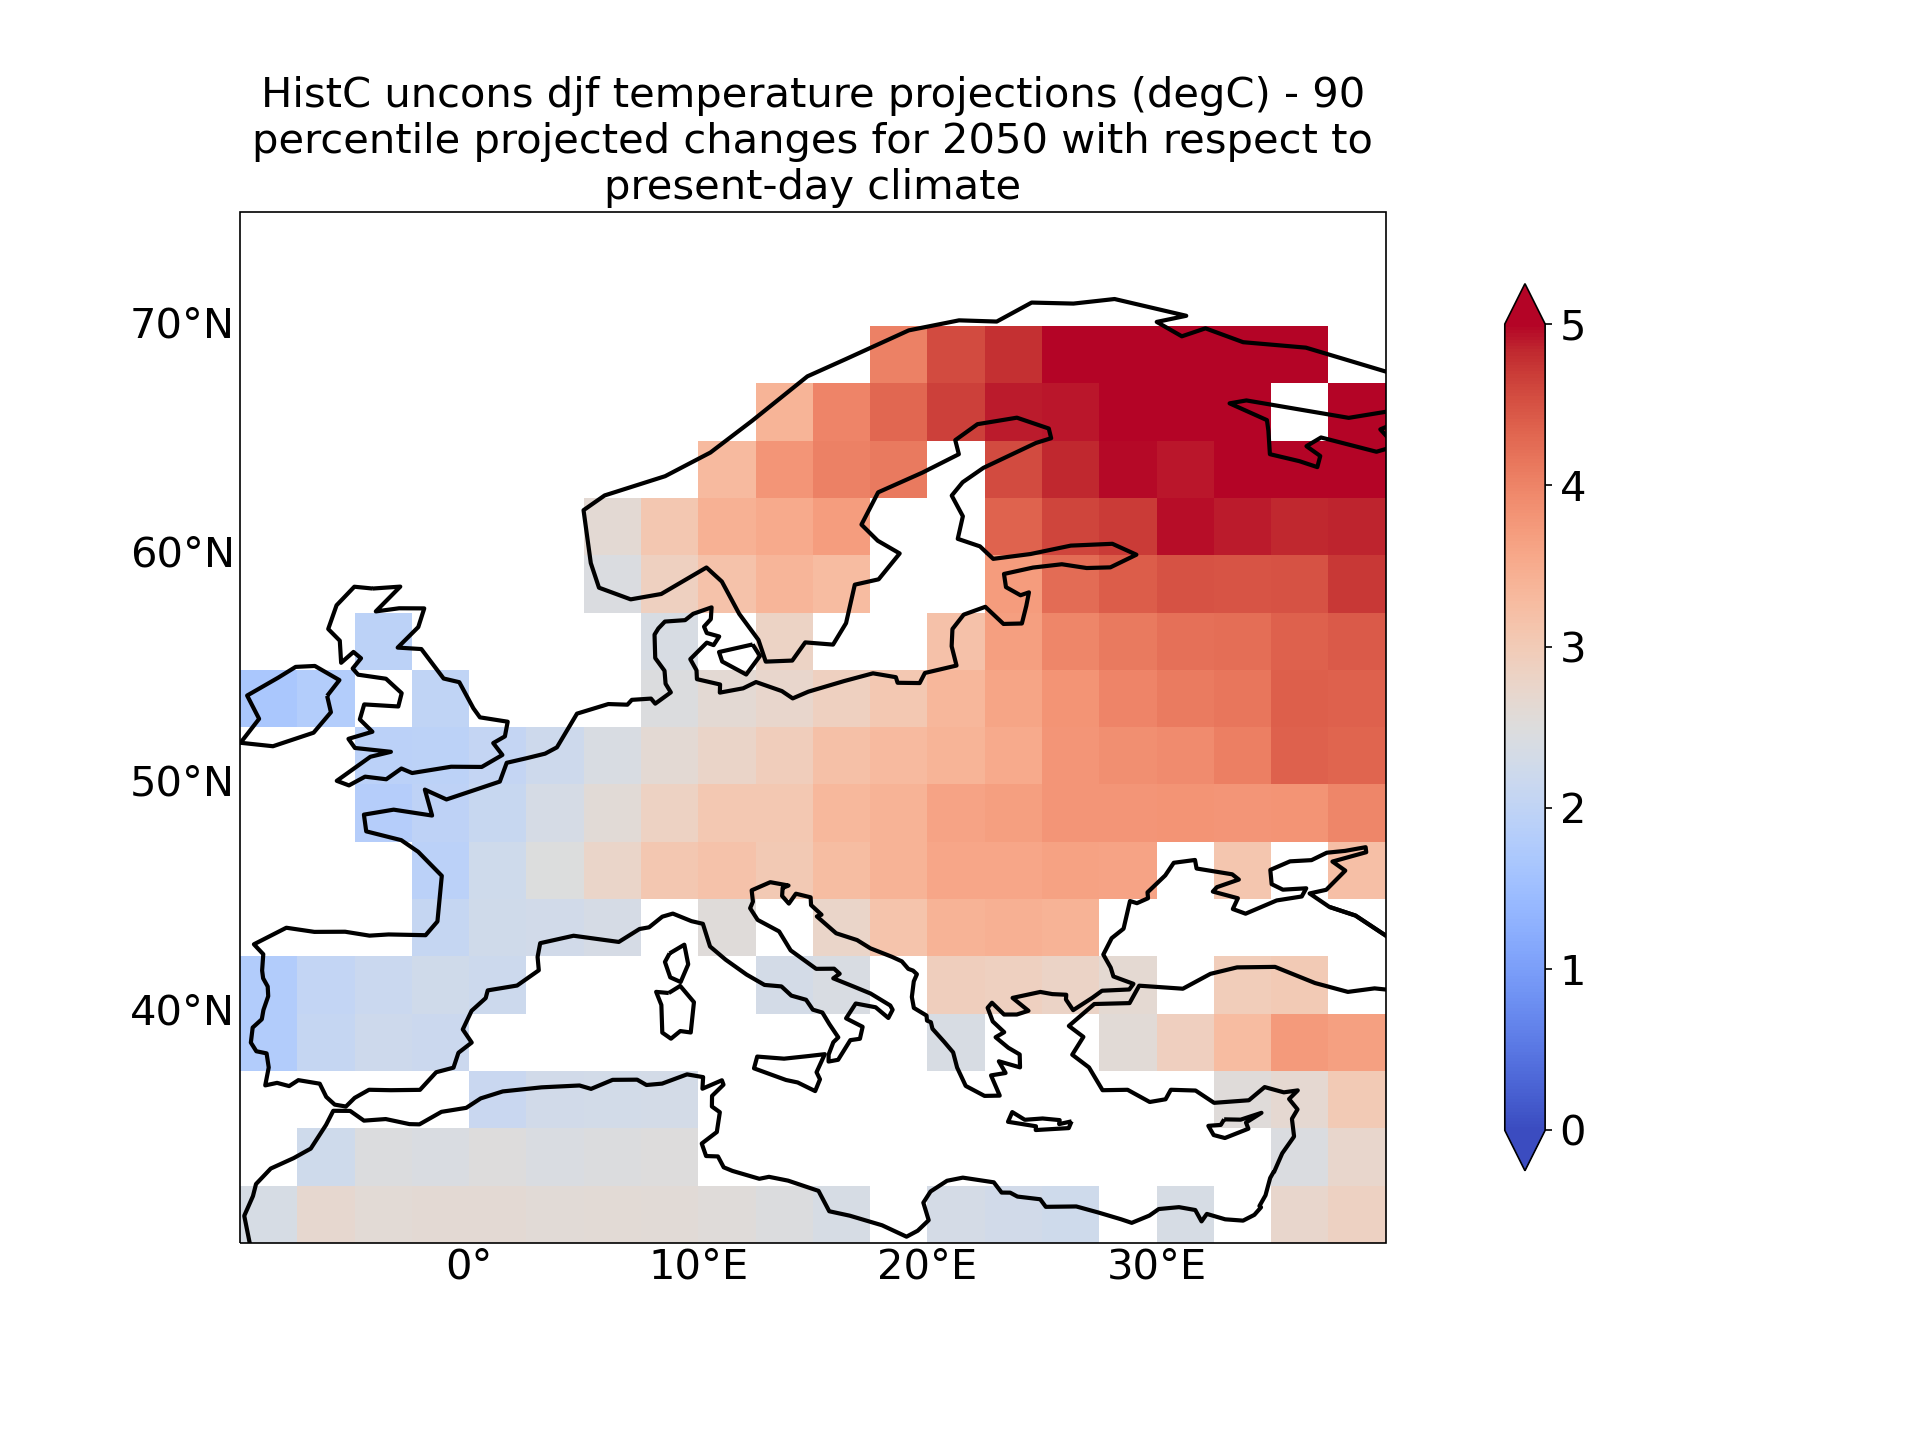 HistC uncons djf temperature projections (degC) - 90
percentile projected changes for 2050 with respect to
present-day climate
70°N
60°N
50°N
40°N
0°
10°E
20°E
30°E
5
4
3
2
1
0